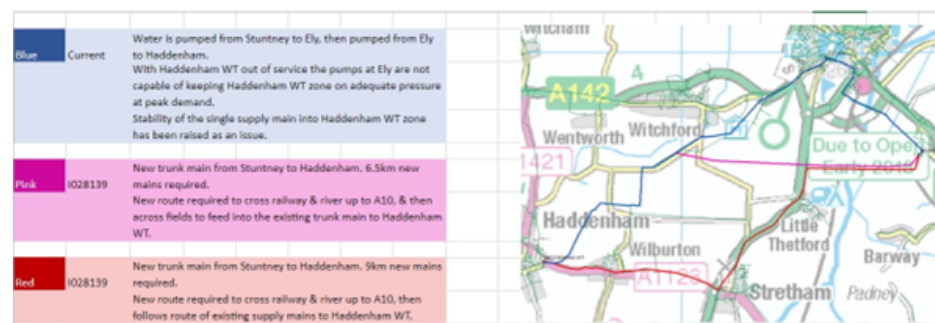 Blue
Current
Water is pumped from Stuntney to Ely, then pumped from Ely
to Haddenham.
With Haddenham WT out of service the pumps at Ely are not
capable of keeping Haddenham WT zone on adequate pressure
at peak demand.
Stability of the single supply main into Haddenham WT zone
has been raised as an issue.
Pink
I028139
New trunk main from Stuntney to Haddenham. 6.5km new
mains required.
New route required to cross railway & river up to A10, & then
across fields to feed into the existing trunk main to Haddenham
WT.
Red
I028139
New trunk main from Stuntney to Haddenham. 9km new mains
required.
New route required to cross railway & river up to A10, then
follows route of existing supply mains to Haddenham WT.
Witcham
4
A142
Wentworth
Witchford
1421
Due to Ope
Early 2018
Haddenham
Little
Thetford
Wilburton
Barway
A1123
Stretham
Padney